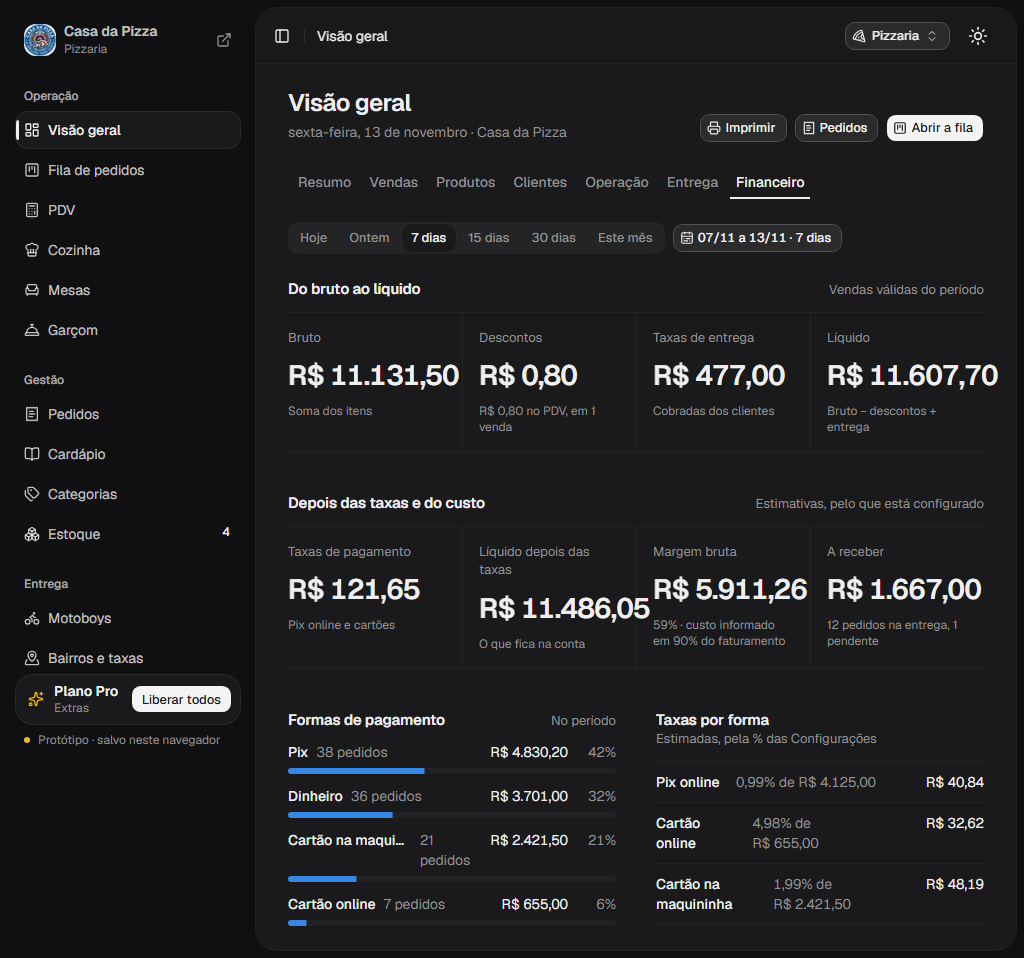 Casa da Pizza
Pizzaria
Operação
Visão geral
Fila de pedidos
PDV
Cozinha
Mesas
Garçom
Gestão
Pedidos
Cardápio
Categorias
Estoque 4
Entrega
Motoboys
Bairros e taxas
Plano Pro
Extras
Liberar todos
Protótipo · salvo neste navegador
Visão geral
Pizzaria
Visão geral
sexta-feira, 13 de novembro · Casa da Pizza
Imprimir Pedidos Abrir a fila
Resumo Vendas Produtos Clientes Operação Entrega Financeiro
Hoje Ontem 7 dias 15 dias 30 dias Este mês 07/11 a 13/11 · 7 dias
Do bruto ao líquido Vendas válidas do período
Bruto
R$ 11.131,50
Soma dos itens
Descontos
R$ 0,80
R$ 0,80 no PDV, em 1
venda
Taxas de entrega
R$ 477,00
Cobradas dos clientes
Líquido
R$ 11.607,70
Bruto − descontos +
entrega
Depois das taxas e do custo Estimativas, pelo que está configurado
Taxas de pagamento
R$ 121,65
Pix online e cartões
Líquido depois das
taxas
R$ 11.486,05
O que fica na conta
Margem bruta
R$ 5.911,26
59% · custo informado
em 90% do faturamento
A receber
R$ 1.667,00
12 pedidos na entrega, 1
pendente
Formas de pagamento No período
Pix 38 pedidos R$ 4.830,20 42%
Dinheiro 36 pedidos R$ 3.701,00 32%
Cartão na maqui... 21
pedidos R$ 2.421,50 21%
Cartão online 7 pedidos R$ 655,00 6%
Taxas por forma
Estimadas, pela % das Configurações
Pix online 0,99% de R$ 4.125,00 R$ 40,84
Cartão
online 4,98% de
R$ 655,00 R$ 32,62
Cartão na
maquininha 1,99% de
R$ 2.421,50 R$ 48,19